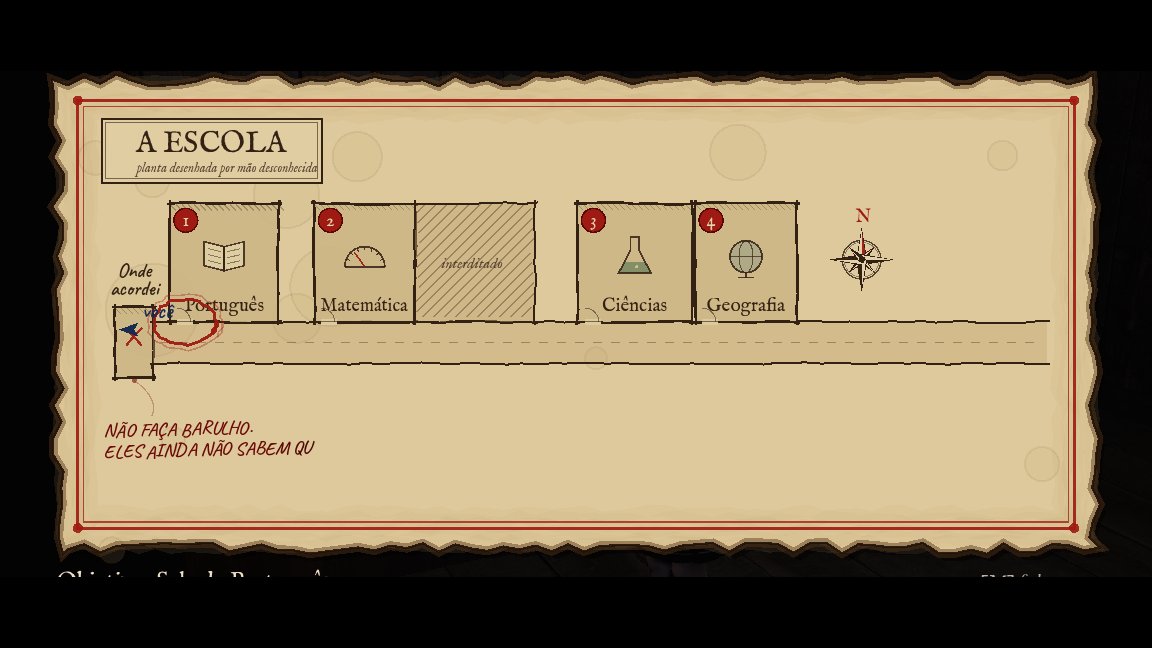 A ESCOLA
planta desenhada por mão desconhecida
1
2
3
4
N
interditado
Onde
acordei
Português
Matemática
Ciências
Geografia
você
NÃO FAÇA BARULHO.
ELES AINDA NÃO SABEM QU